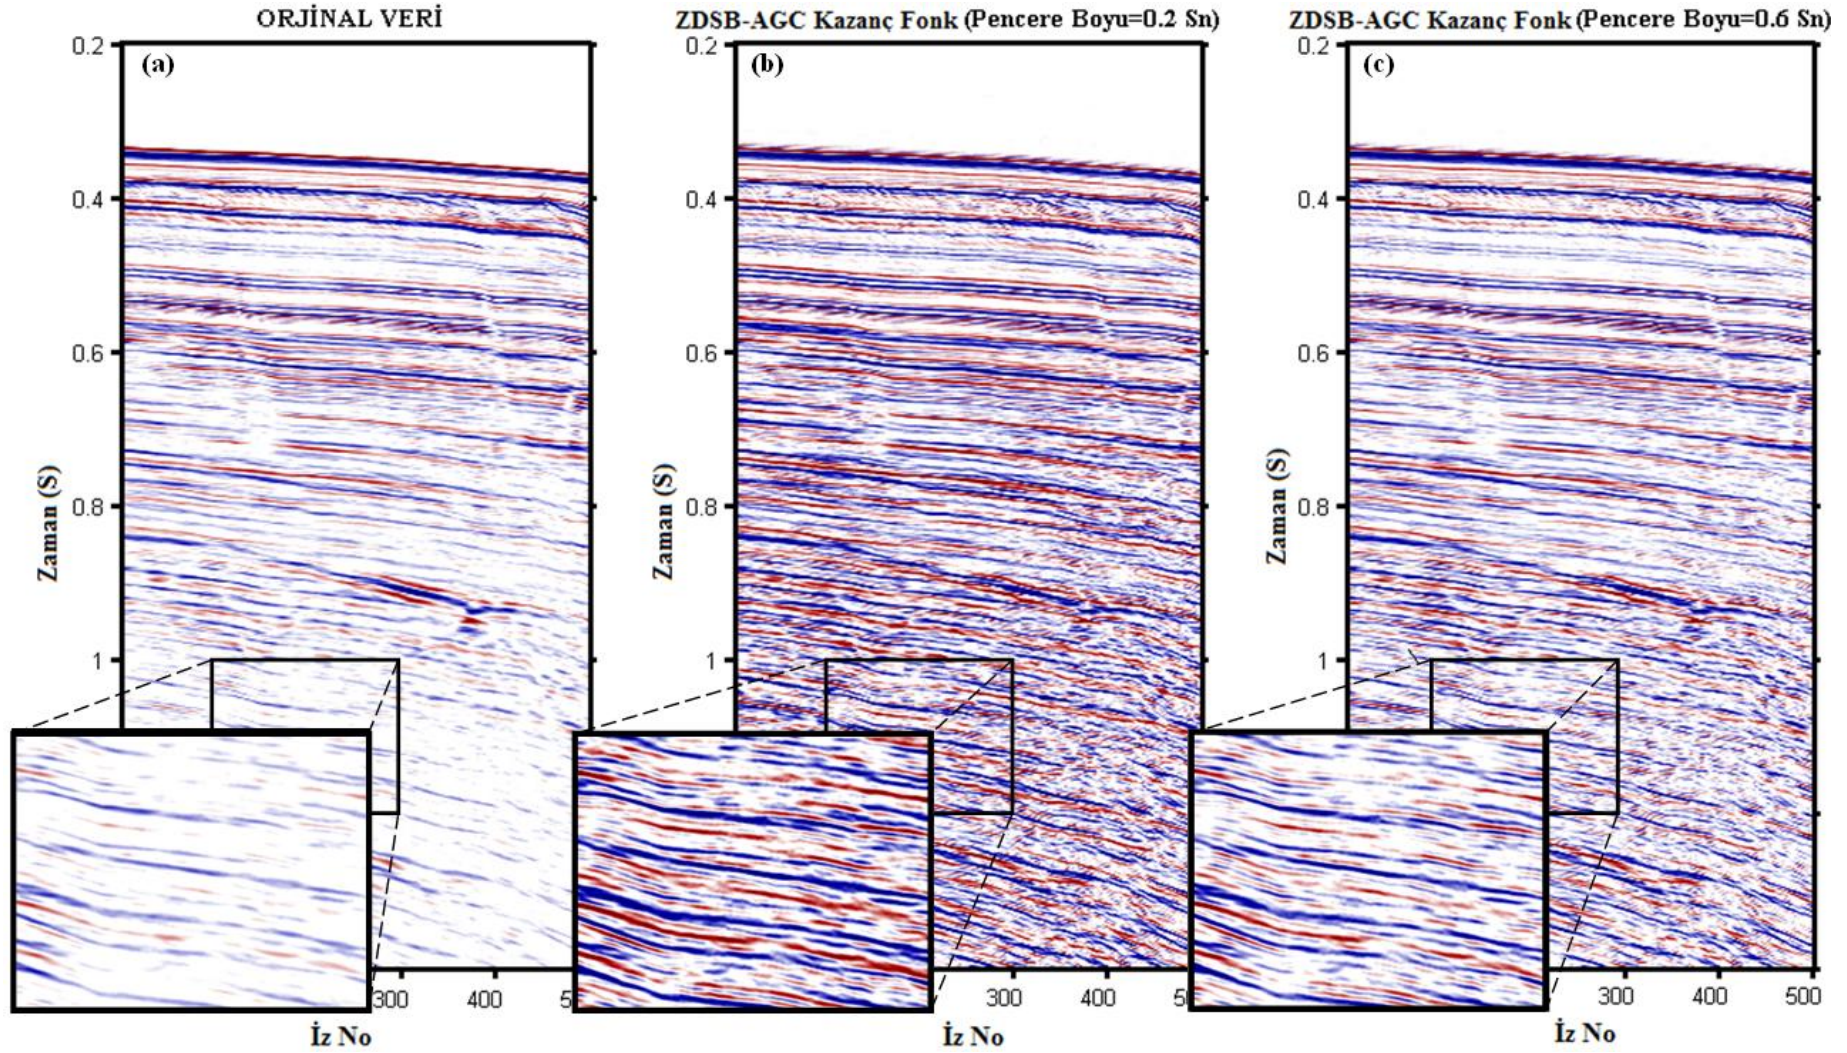 ORJİNAL VERİ
ZDSB-AGC Kazanç Fonk (Pencere Boyu=0.2 Sn)
ZDSB-AGC Kazanç Fonk (Pencere Boyu=0.6 Sn)
(a)
0.2
0.4
0.6
0.8
1
Zaman (S)
300
400
5
İz No
(b)
0.2
0.4
0.6
0.8
1
Zaman (S)
300
400
5
İz No
(c)
0.2
0.4
0.6
0.8
1
Zaman (S)
300
400
500
İz No